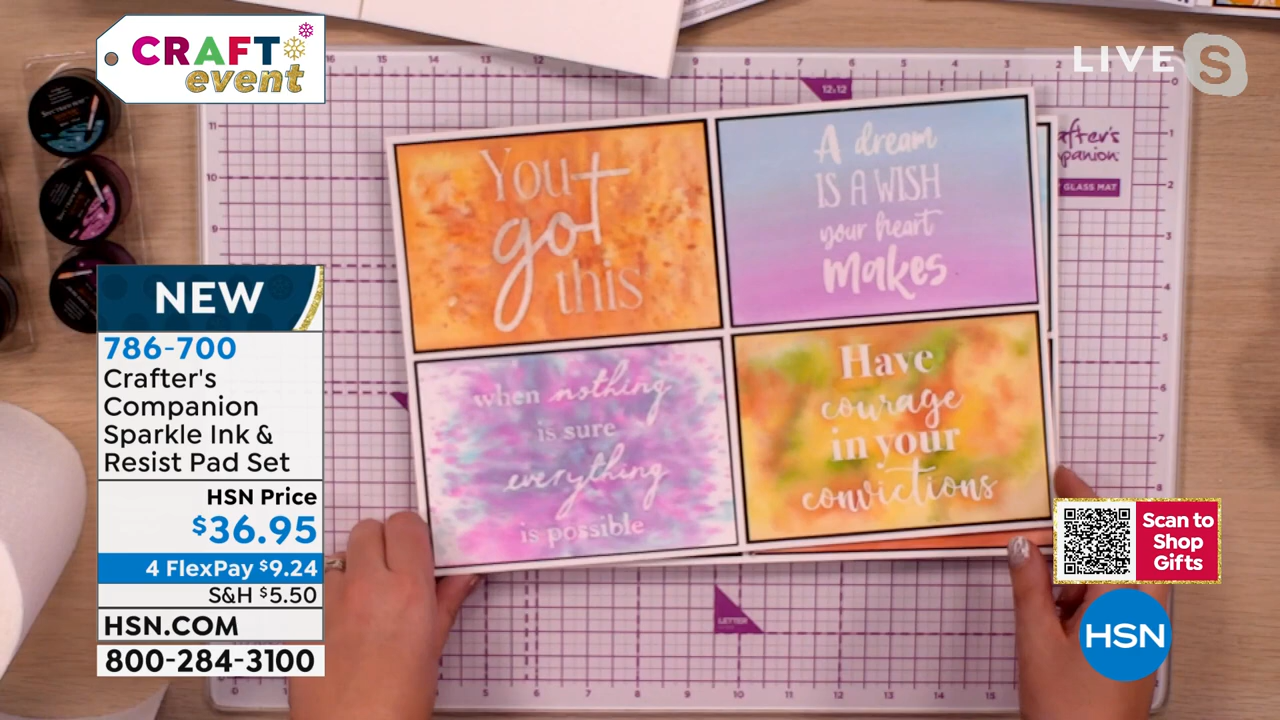 CRAFT
event
LIVE S
12x12
after's
panion
GLASS MAT
You
got
this
A dream
IS A WISH
your heart
makes
when nothing
is sure
everything
is possible
Have
courage
in your
convictions
LETTER
NEW
786-700
Crafter's
Companion
Sparkle Ink &
Resist Pad Set
HSN Price
$36.95
4 FlexPay $9.24
S&H $5.50
HSN.COM
800-284-3100
Scan to
Shop
Gifts
HSN